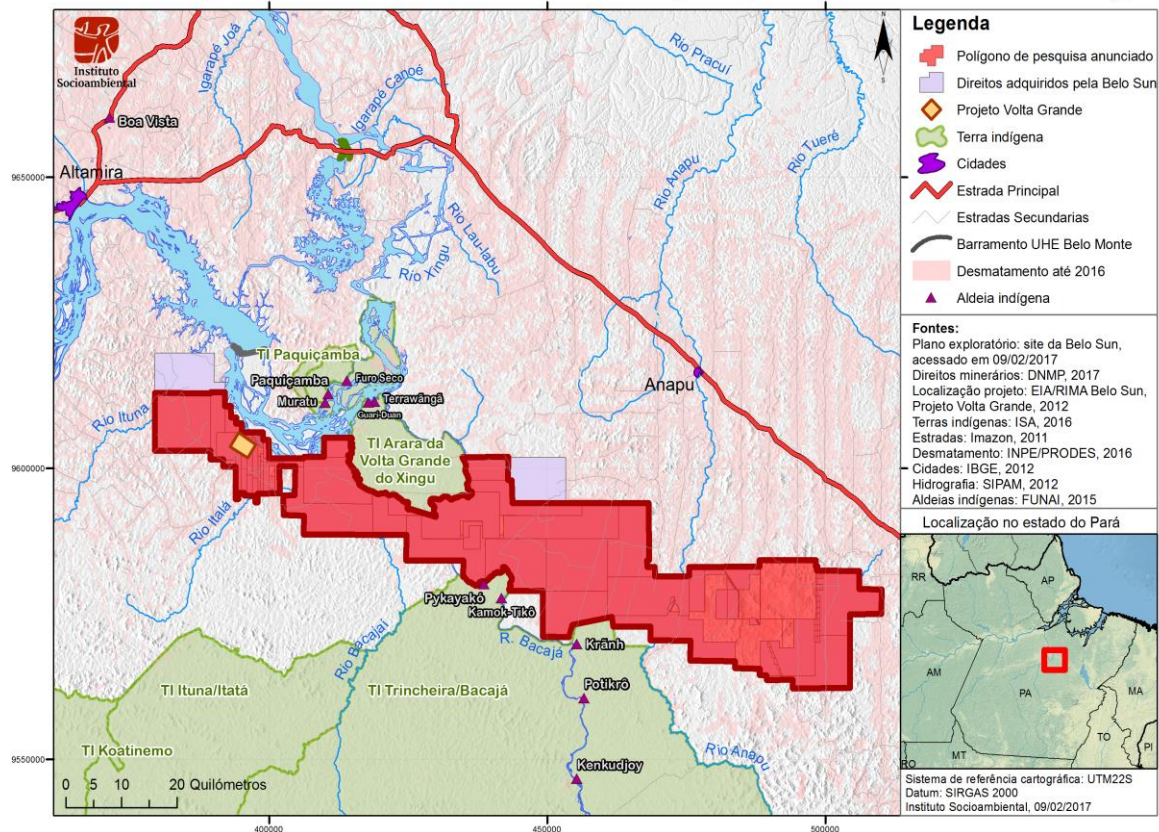 Instituto
Socioambiental
Igarapé Joá
Igarapé Canoé
Rio Pracuí
Rio Tueré
Rio Anapu
Boa Vista
Altamira
9650000
Rio Xingu
TI Paquiçamba
Paquiçamba
Furo Seco
Muratu
Terrawãngã
Guari-Duan
Anapu
Rio Ituna
TI Arara da
Volta Grande
do Xingu
9600000
Rio Itatá
Pykayakó
Kamok-Tikô
R. Bacajá
Krãnh
Rio Bacajaí
TI Ituna/Itatá
TI Trincheira/Bacajá
Potikrô
TI Koatinemo
Rio Anapu
9550000
Kenkudjoy
0 5 10 20 Quilómetros
400000
450000
500000
Legenda
Polígono de pesquisa anunciado
Direitos adquiridos pela Belo Sun
Projeto Volta Grande
Terra indígena
Cidades
Estrada Principal
Estradas Secundarias
Barramento UHE Belo Monte
Desmatamento até 2016
Aldeia indígena
N
S
Fontes:
Plano exploratório: site da Belo Sun,
acessado em 09/02/2017
Direitos minerários: DNMP, 2017
Localização projeto: EIA/RIMA Belo Sun,
Projeto Volta Grande, 2012
Terras indígenas: ISA, 2016
Estradas: Imazon, 2011
Desmatamento: INPE/PRODES, 2016
Cidades: IBGE, 2012
Hidrografia: SIPAM, 2012
Aldeias indígenas: FUNAI, 2015
Localização no estado do Pará
RR
AP
AM
PA
MA
TO
PI
RO
MT
Sistema de referência cartográfica: UTM22S
Datum: SIRGAS 2000
Instituto Socioambiental, 09/02/2017